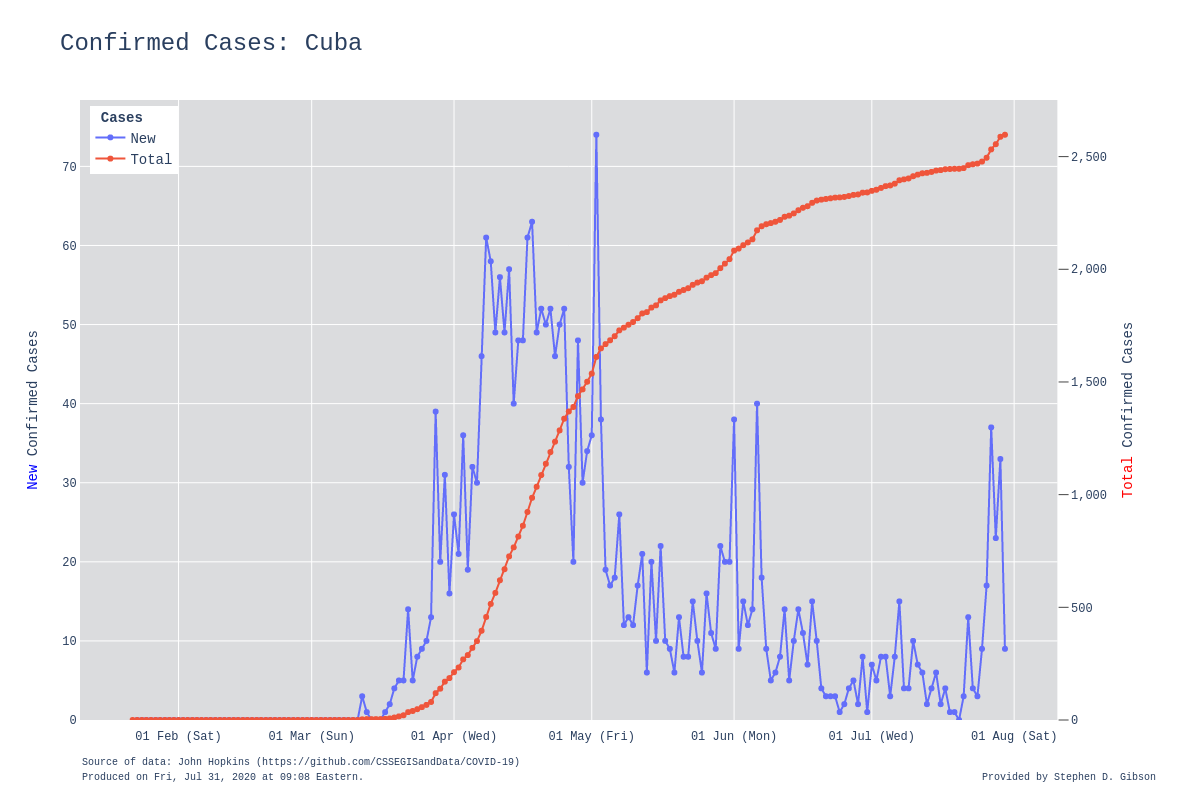 Confirmed Cases: Cuba
Cases
New
Total
70
60
50
40
30
20
10
0
2,500
2,000
1,500
1,000
500
0
New Confirmed Cases
Total Confirmed Cases
01 Feb (Sat)
01 Mar (Sun)
01 Apr (Wed)
01 May (Fri)
01 Jun (Mon)
01 Jul (Wed)
01 Aug (Sat)
Source of data: John Hopkins (https://github.com/CSSEGISandData/COVID-19)
Produced on Fri, Jul 31, 2020 at 09:08 Eastern.
Provided by Stephen D. Gibson